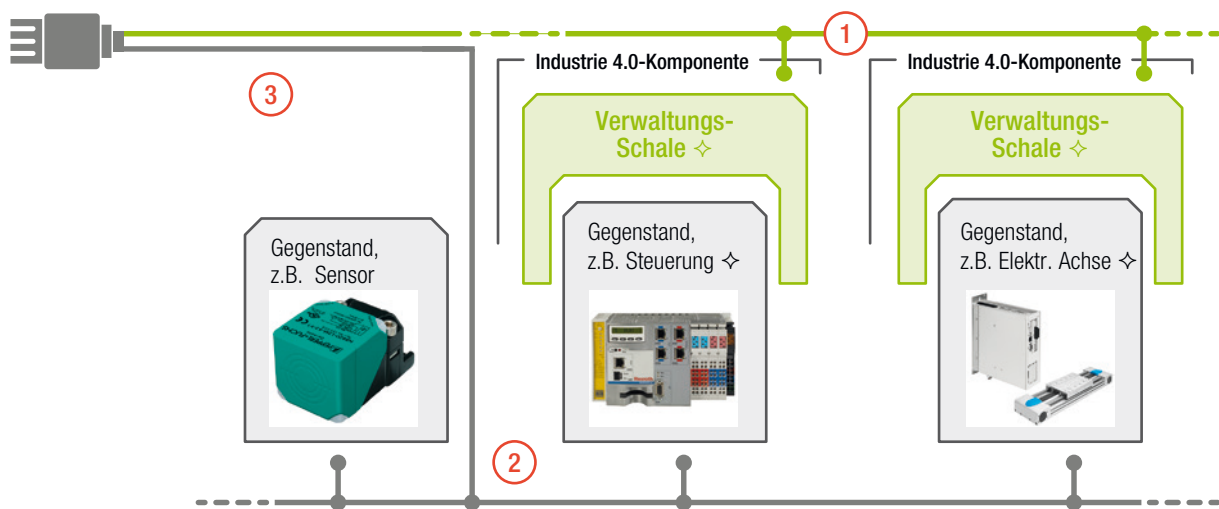 1
Industrie 4.0-Komponente
Industrie 4.0-Komponente
3
Verwaltungs-
Schale ✧
Verwaltungs-
Schale ✧
Gegenstand,
z.B. Sensor
Gegenstand,
z.B. Steuerung ✧
Gegenstand,
z.B. Elektr. Achse ✧
2